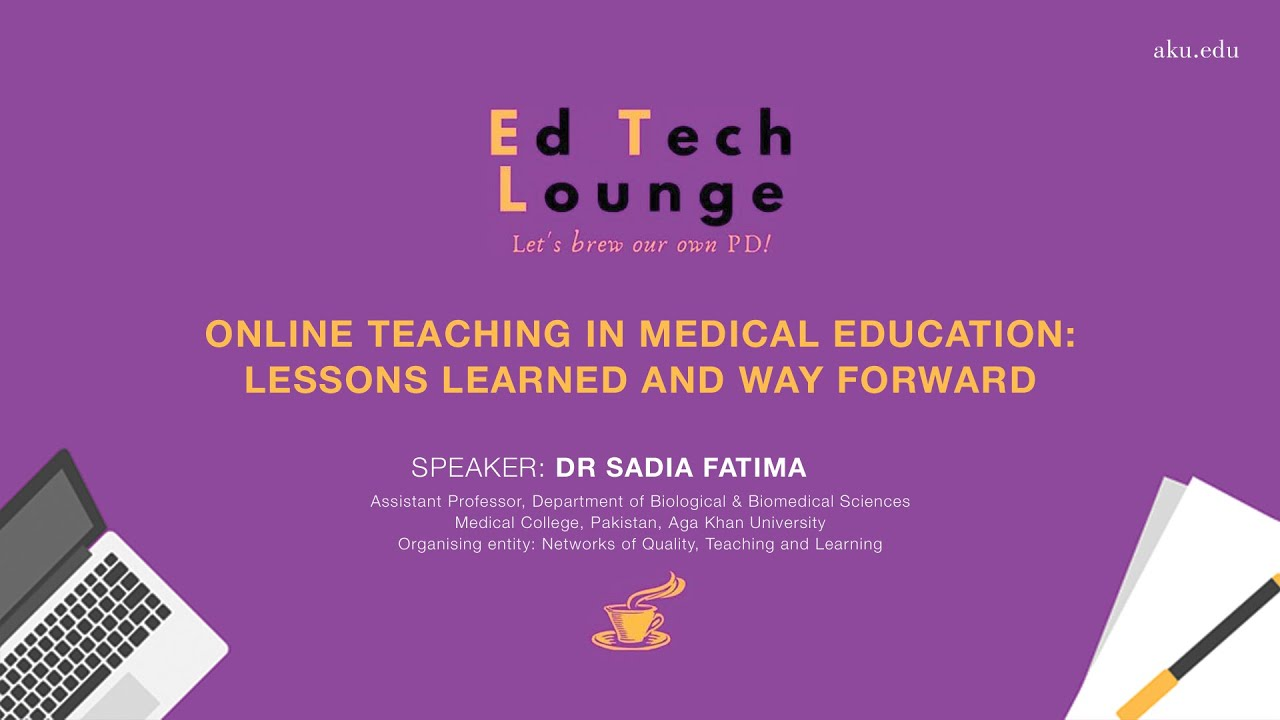 aku.edu
Ed Tech
Lounge
Let's brew our own PD!
ONLINE TEACHING IN MEDICAL EDUCATION:
LESSONS LEARNED AND WAY FORWARD
SPEAKER: DR SADIA FATIMA
Assistant Professor, Department of Biological & Biomedical Sciences
Medical College, Pakistan, Aga Khan University
Organising entity: Networks of Quality, Teaching and Learning